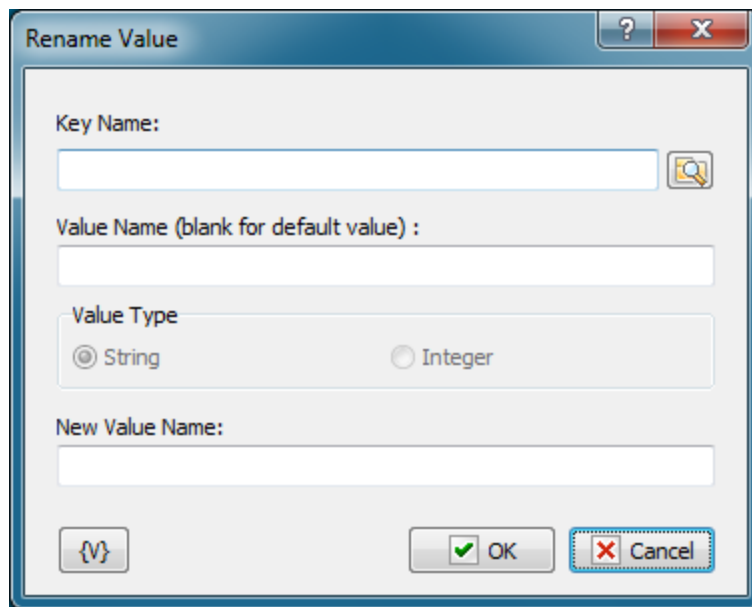 Rename Value
?
X
Key Name:
Value Name (blank for default value) :
Value Type
String
Integer
New Value Name:
{V}
OK
Cancel